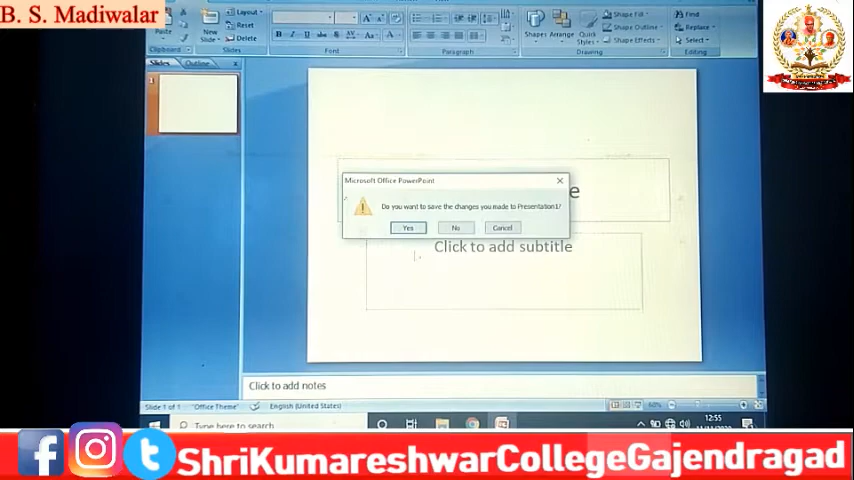 B. S. Madiwalar
Layout
Reset
Delete
Paste
New
Slide
Clipboard
Slides
Font
Paragraph
Shapes Arrange Quick
Styles
Shape Fill
Shape Outline
Shape Effects
Drawing
Find
Replace
Select
Editing
Slides Outline
Microsoft Office PowerPoint
Do you want to save the changes you made to Presentation1?
Yes No Cancel
Click to add subtitle
Click to add notes
Slide 1 of 1 "Office Theme" English (United States) 60%
Type here to search
12:55
ShriKumareshwarCollegeGajendragad